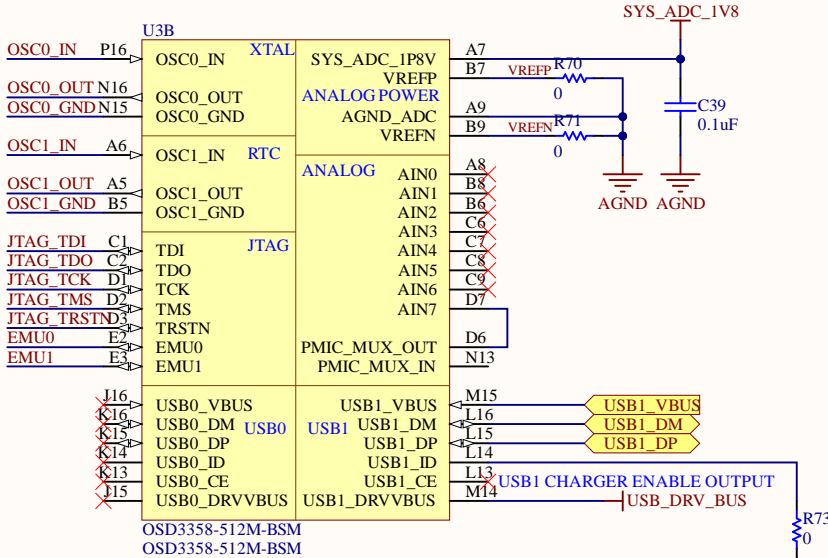 SYS_ADC_1V8
U3B
OSC0_IN P16 OSC0_IN XTAL SYS_ADC_1P8V A7
VREFP B7 VREFP R70
OSC0_OUT N16 OSC0_OUT ANALOG POWER 0 C39
OSC0_GND N15 OSC0_GND AGND_ADC A9 0.1uF
VREFN B9 VREFN R71
OSC1_IN A6 OSC1_IN RTC 0
ANALOG AIN0 A8
OSC1_OUT A5 OSC1_OUT AIN1 B8
OSC1_GND B5 OSC1_GND AIN2 B6 AGND AGND
AIN3 C6
JTAG_TDI C1 TDI JTAG AIN4 C7
JTAG_TDO C2 TDO AIN5 C8
JTAG_TCK D1 TCK AIN6 C9
JTAG_TMS D2 TMS AIN7 D7
JTAG_TRSTN D3 TRSTN
EMU0 E2 EMU0 PMIC_MUX_OUT D6
EMU1 E3 EMU1 PMIC_MUX_IN N13
J16 USB0_VBUS USB1_VBUS M15 USB1_VBUS
K16 USB0_DM USB0 USB1 USB1_DM L16 USB1_DM
K15 USB0_DP USB1_DP L15 USB1_DP
K14 USB0_ID USB1_ID L14
K13 USB0_CE USB1_CE L13 USB1 CHARGER ENABLE OUTPUT
J15 USB0_DRVVBUS USB1_DRVVBUS M14 USB_DRV_BUS
R73
0
OSD3358-512M-BSM
OSD3358-512M-BSM